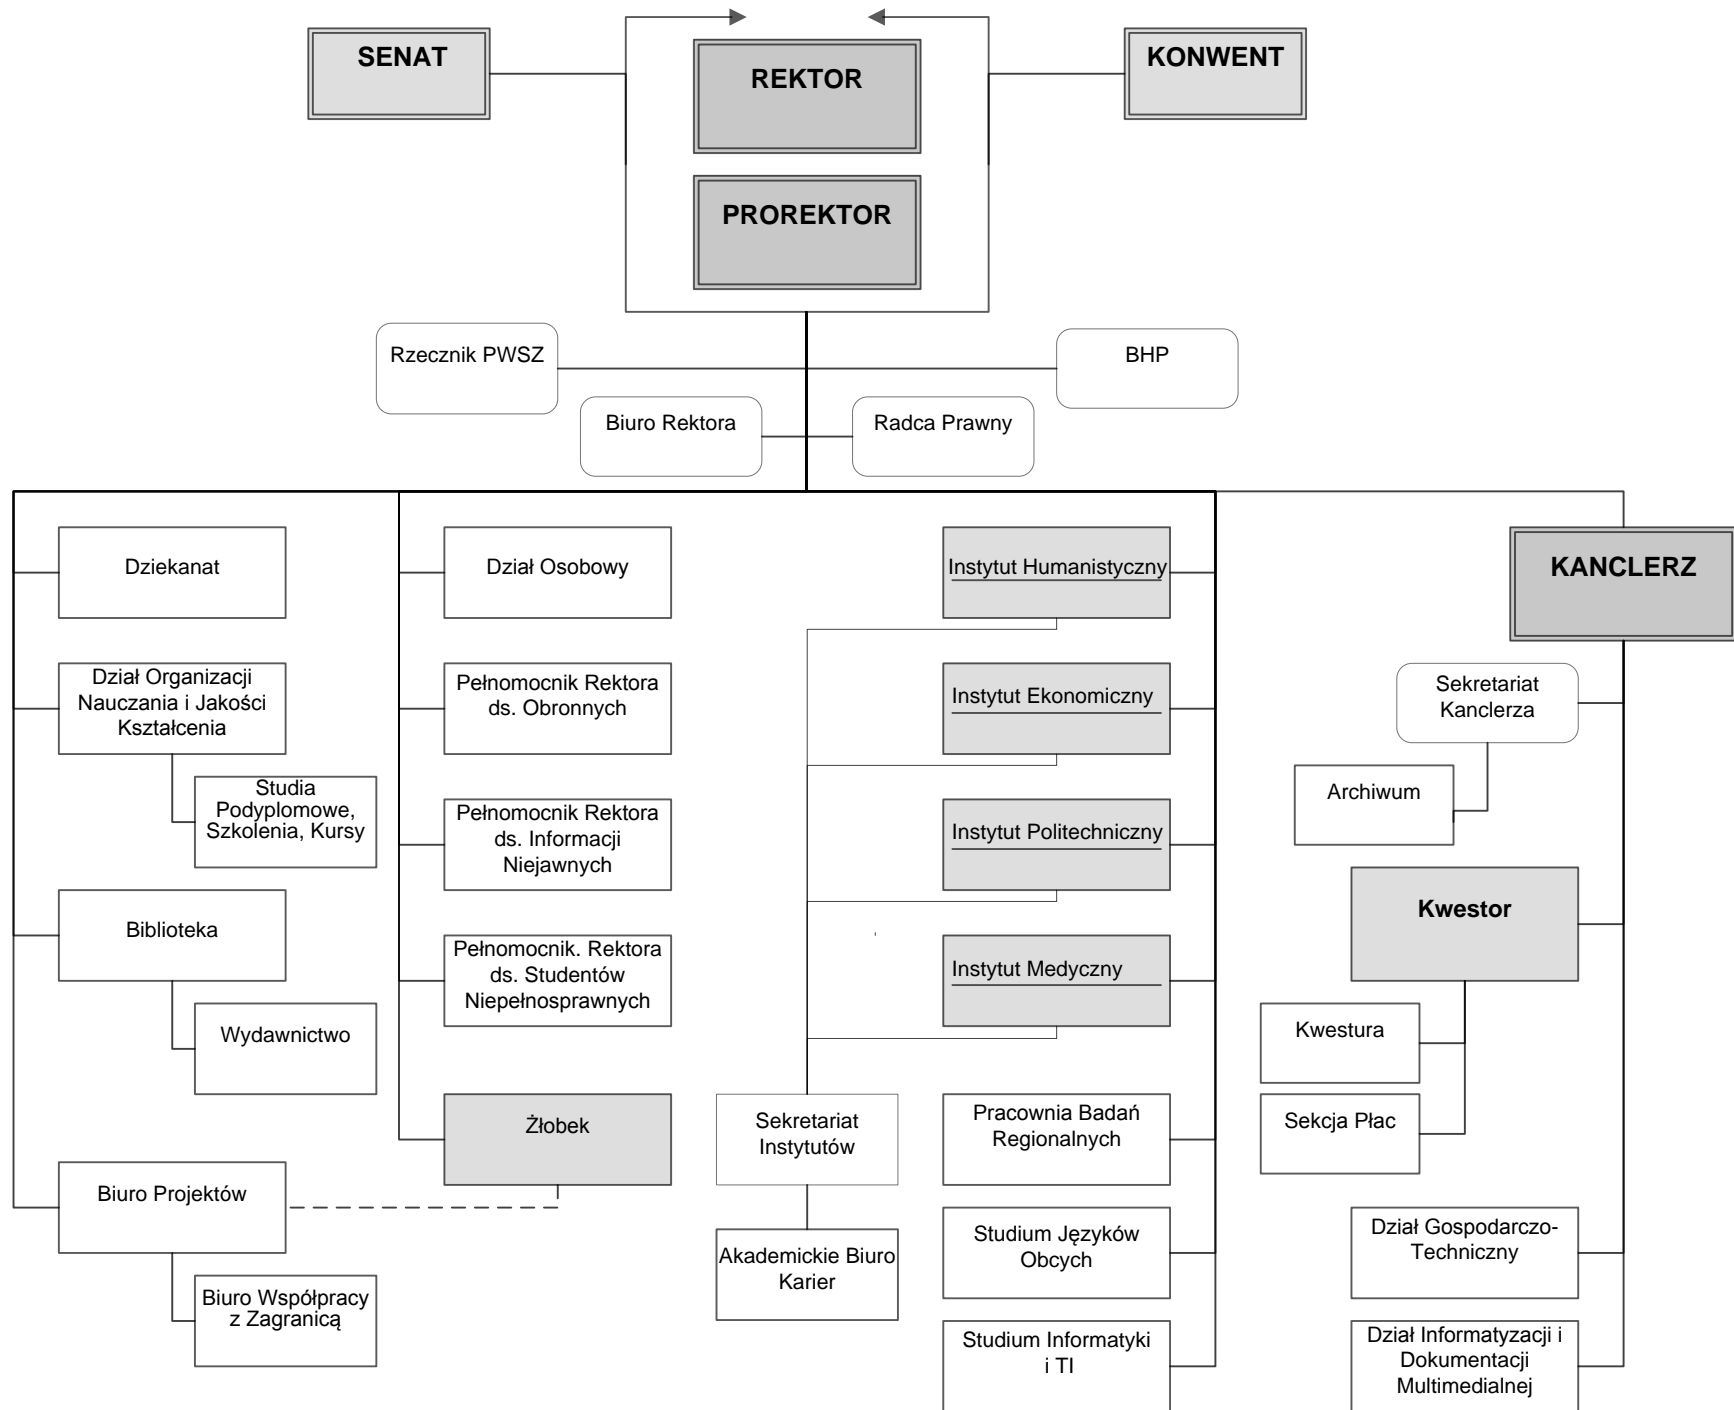 SENAT
REKTOR
KONWENT
PROREKTOR
Rzecznik PWSZ
BHP
Biuro Rektora
Radca Prawny
Dziekanat
Dział Organizacji
Nauczania i Jakości
Kształcenia
Studia
Podyplomowe,
Szkolenia, Kursy
Biblioteka
Wydawnictwo
Biuro Projektów
Biuro Współpracy
z Zagranicą
Dział Osobowy
Pełnomocnik Rektora
ds. Obronnych
Pełnomocnik Rektora
ds. Informacji
Niejawnych
Pełnomocnik. Rektora
ds. Studentów
Niepełnosprawnych
Żłobek
Instytut Humanistyczny
Instytut Ekonomiczny
Instytut Politechniczny
Instytut Medyczny
Sekretariat
Instytutów
Akademickie Biuro
Karier
Pracownia Badań
Regionalnych
Studium Języków
Obcych
Studium Informatyki
i TI
KANCLERZ
Sekretariat
Kanclerza
Archiwum
Kwestor
Kwestura
Sekcja Płac
Dział Gospodarczo-
Techniczny
Dział Informatyzacji i
Dokumentacji
Multimedialnej